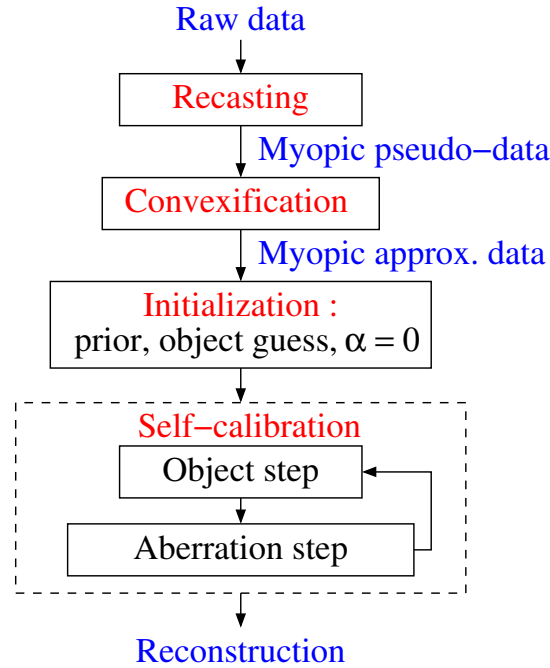 Raw data
Recasting
Myopic pseudo−data
Convexification
Myopic approx. data
Initialization :
prior, object guess, α = 0
Self−calibration
Object step
Aberration step
Reconstruction